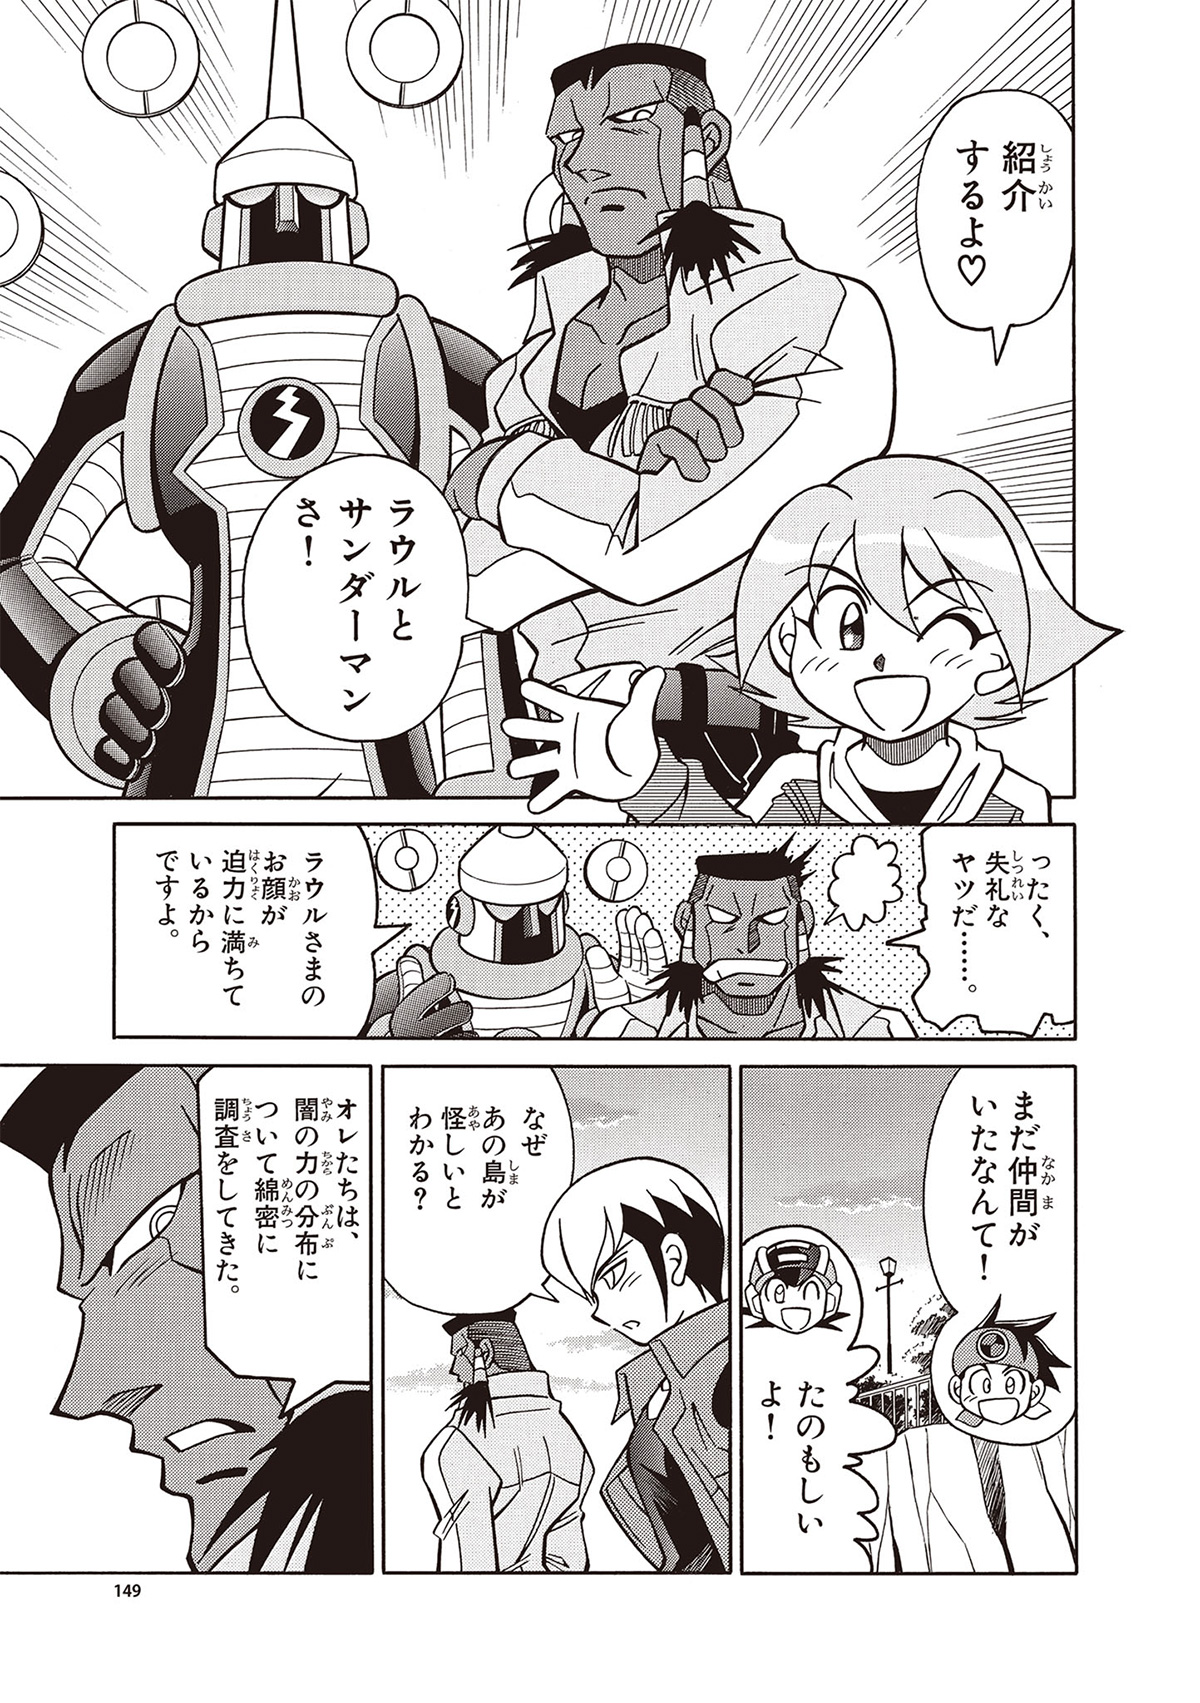 紹介
するよ♡
ラウルと
サンダーマン
さ！
ったく、
失礼な
ヤツだ……。
ラウルさまの
お顔が
迫力に満ちて
いるから
ですよ。
まだ仲間が
いたなんて！
たのもしい
よ！
なぜ
あの島が
怪しいと
わかる？
オレたちは、
闇の力の分布に
ついて綿密に
調査をしてきた。
149